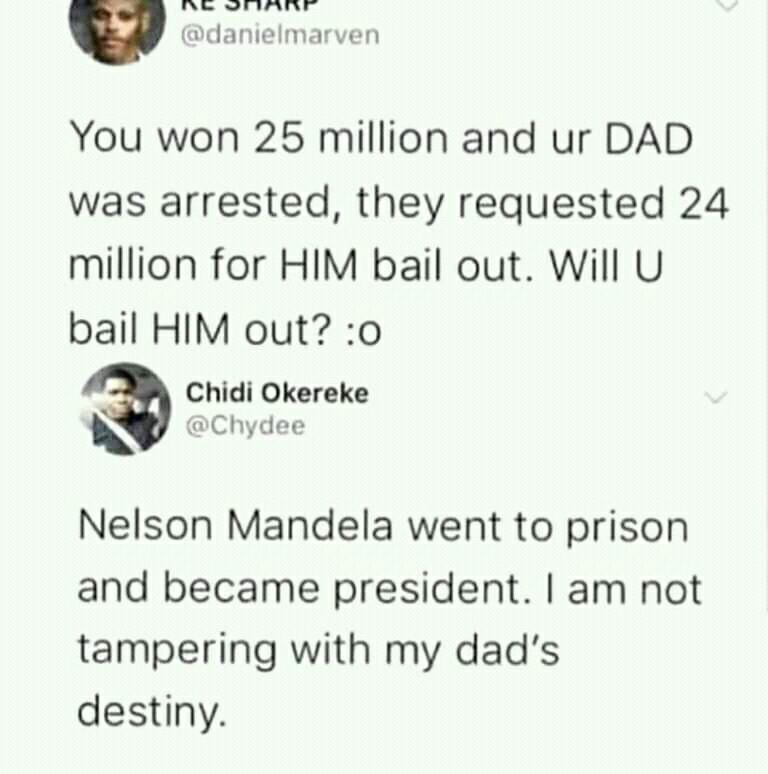 KE SHARP
@danielmarven
You won 25 million and ur DAD
was arrested, they requested 24
million for HIM bail out. Will U
bail HIM out? :o
Chidi Okereke
@Chydee
Nelson Mandela went to prison
and became president. I am not
tampering with my dad's
destiny.